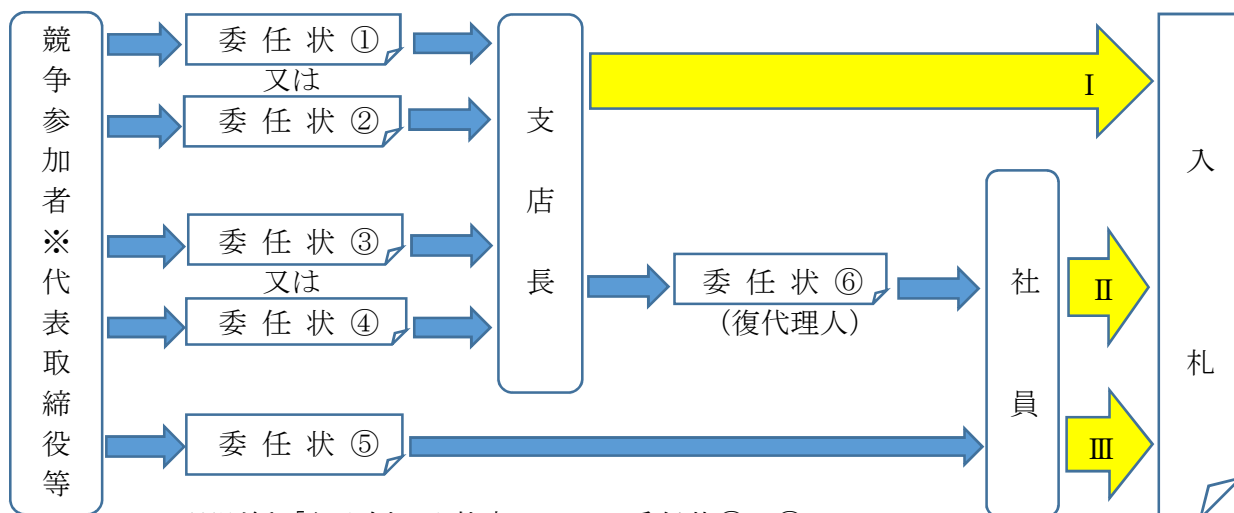 競争参加者※代表取締役等
委任状①
又は
委任状②
委任状③
又は
委任状④
委任状⑤
支店長
委任状⑥
(復代理人)
社員
Ⅰ
Ⅱ
Ⅲ
入札